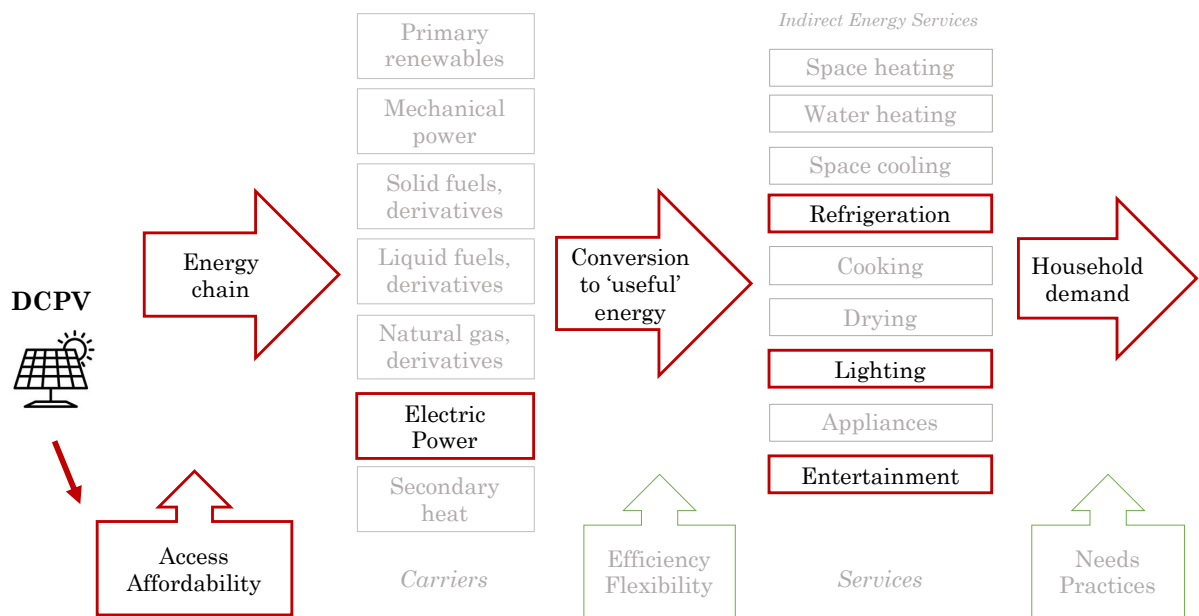 DCPV
Energy
chain
Access
Affordability
Primary
renewables
Mechanical
power
Solid fuels,
derivatives
Liquid fuels,
derivatives
Natural gas,
derivatives
Electric
Power
Secondary
heat
Carriers
Conversion
to ‘useful’
energy
Efficiency
Flexibility
Indirect Energy Services
Space heating
Water heating
Space cooling
Refrigeration
Cooking
Drying
Lighting
Appliances
Entertainment
Services
Household
demand
Needs
Practices